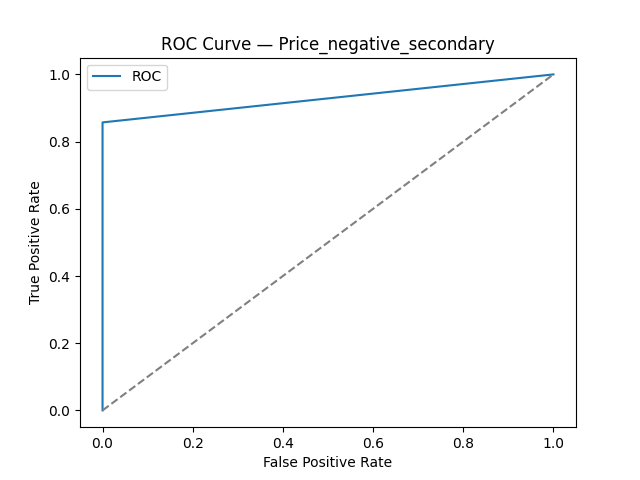 ROC Curve — Price_negative_secondary
ROC
True Positive Rate
1.0
0.8
0.6
0.4
0.2
0.0
0.0 0.2 0.4 0.6 0.8 1.0
False Positive Rate